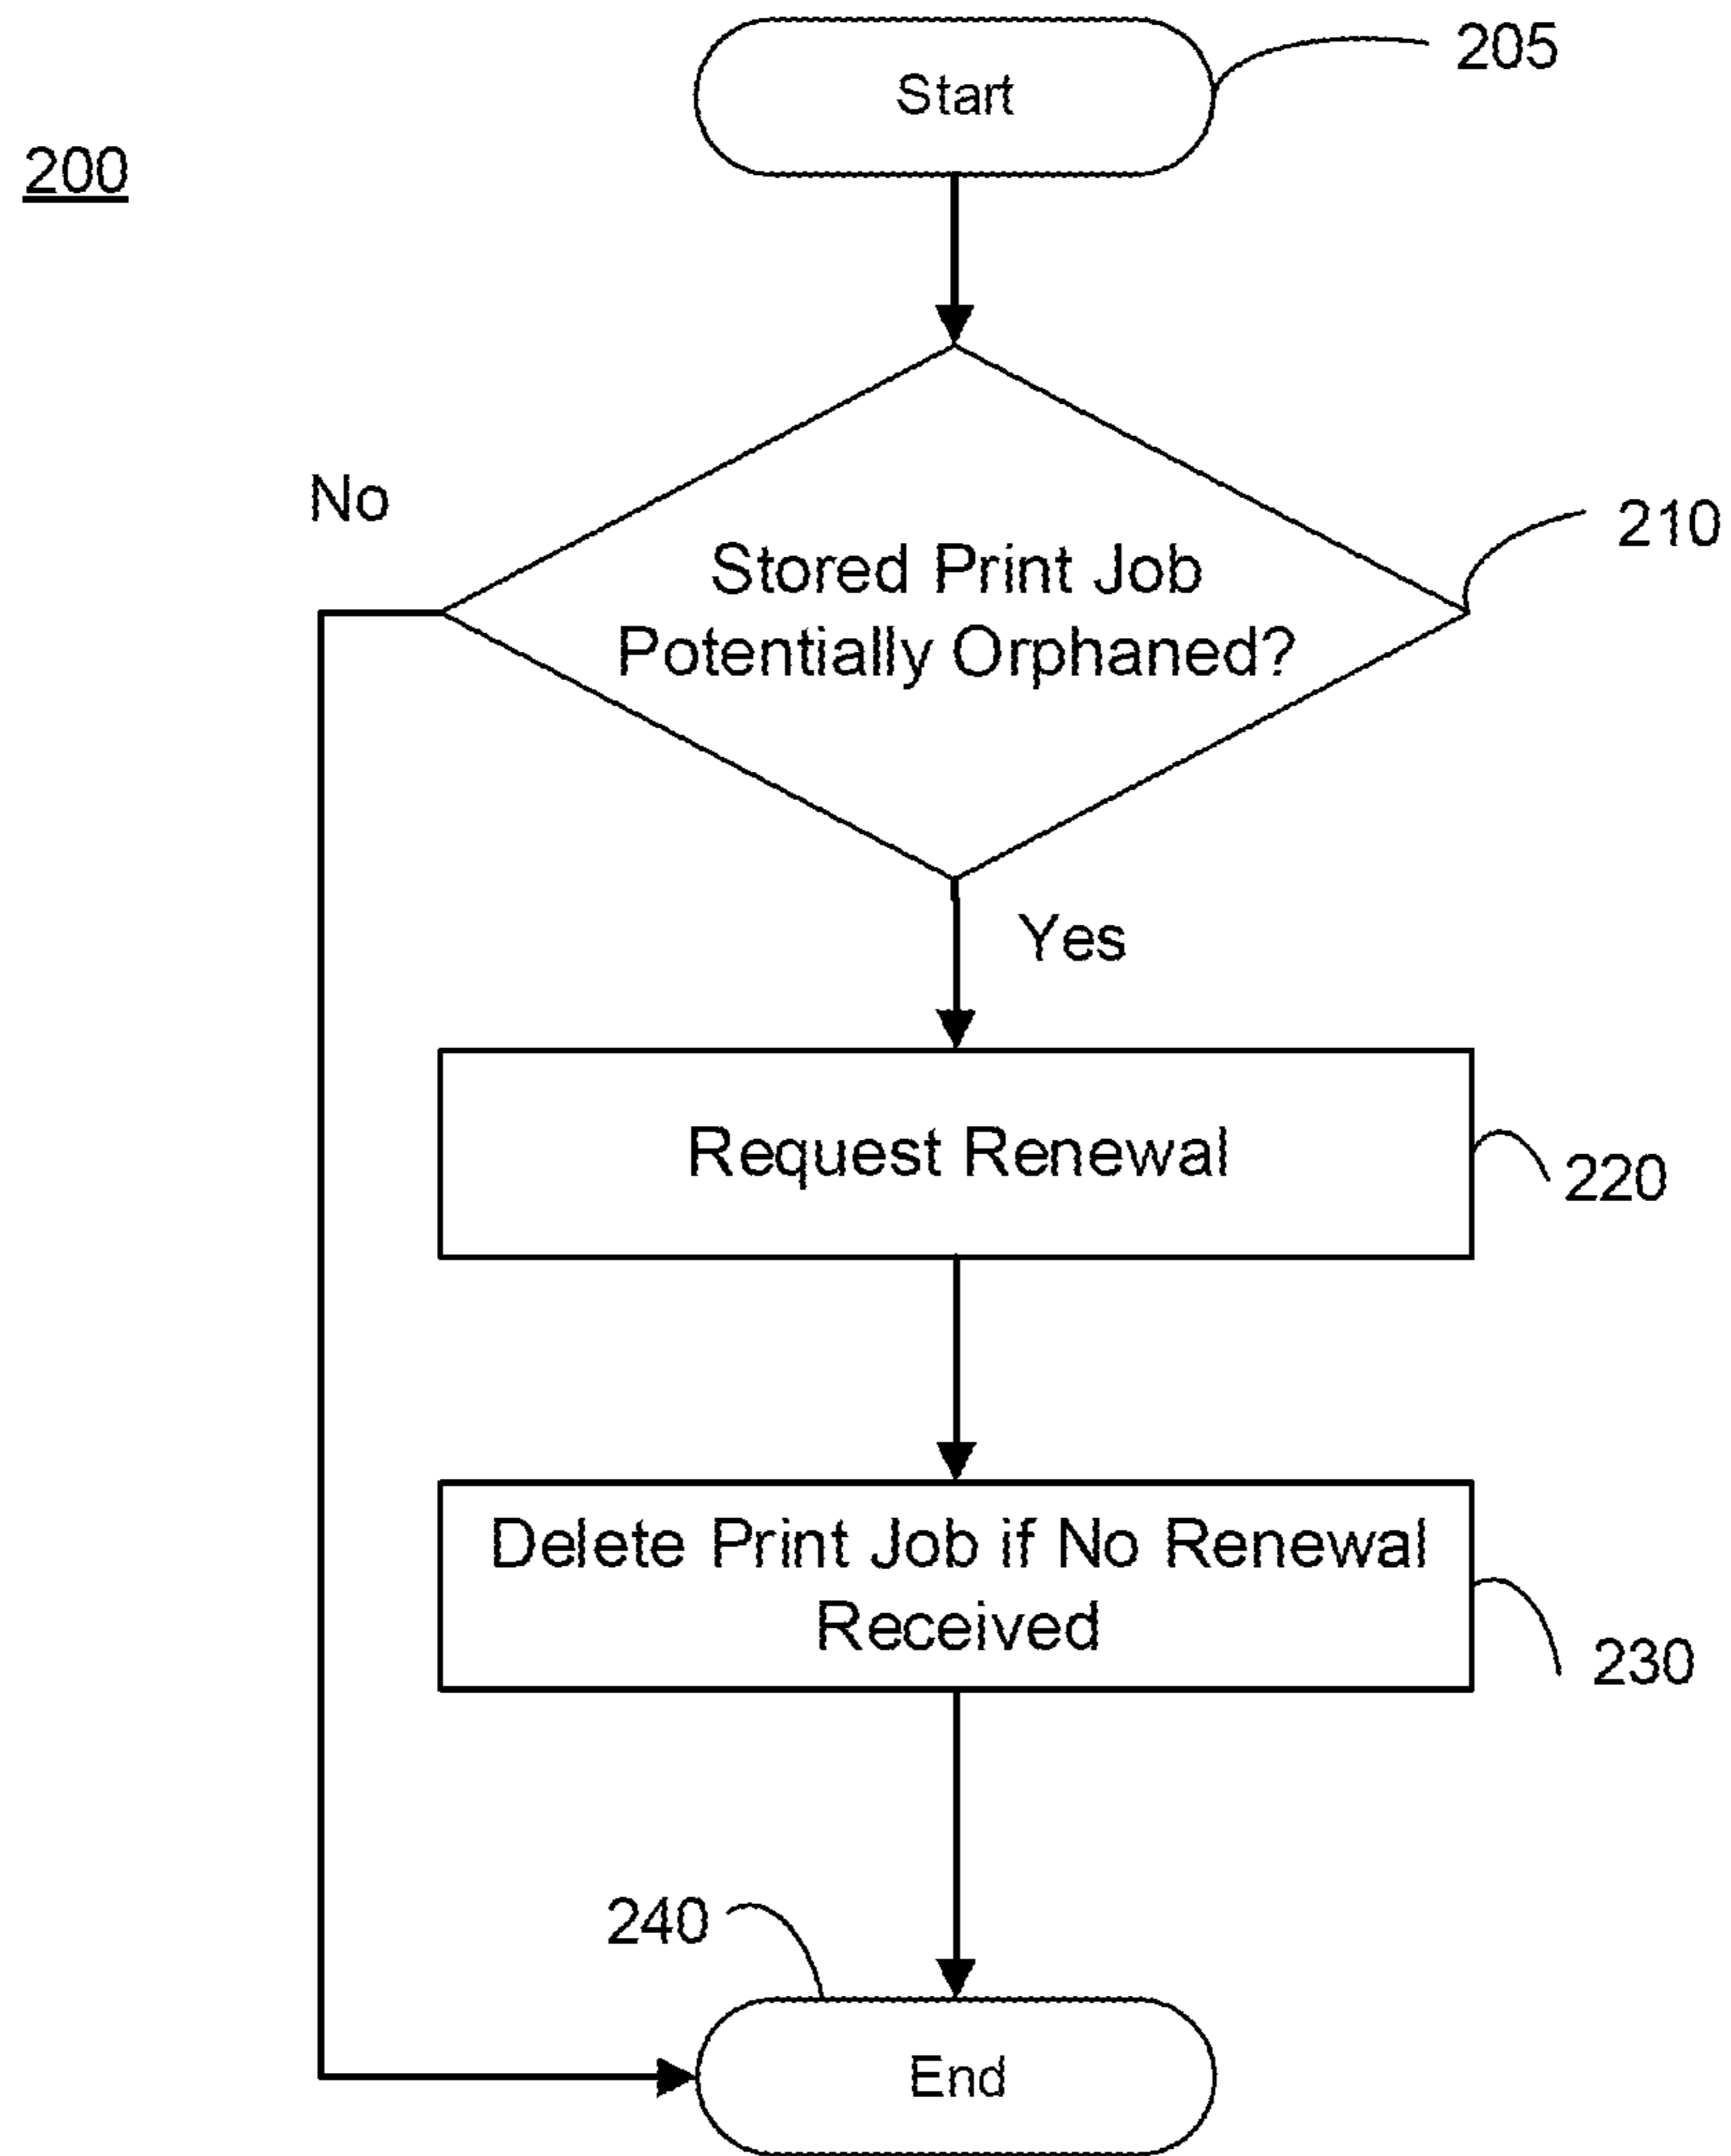 205
Start
200
No
210
Stored Print Job
Potentially Orphaned?
Yes
Request Renewal
220
Delete Print Job if No Renewal
Received
230
240
End